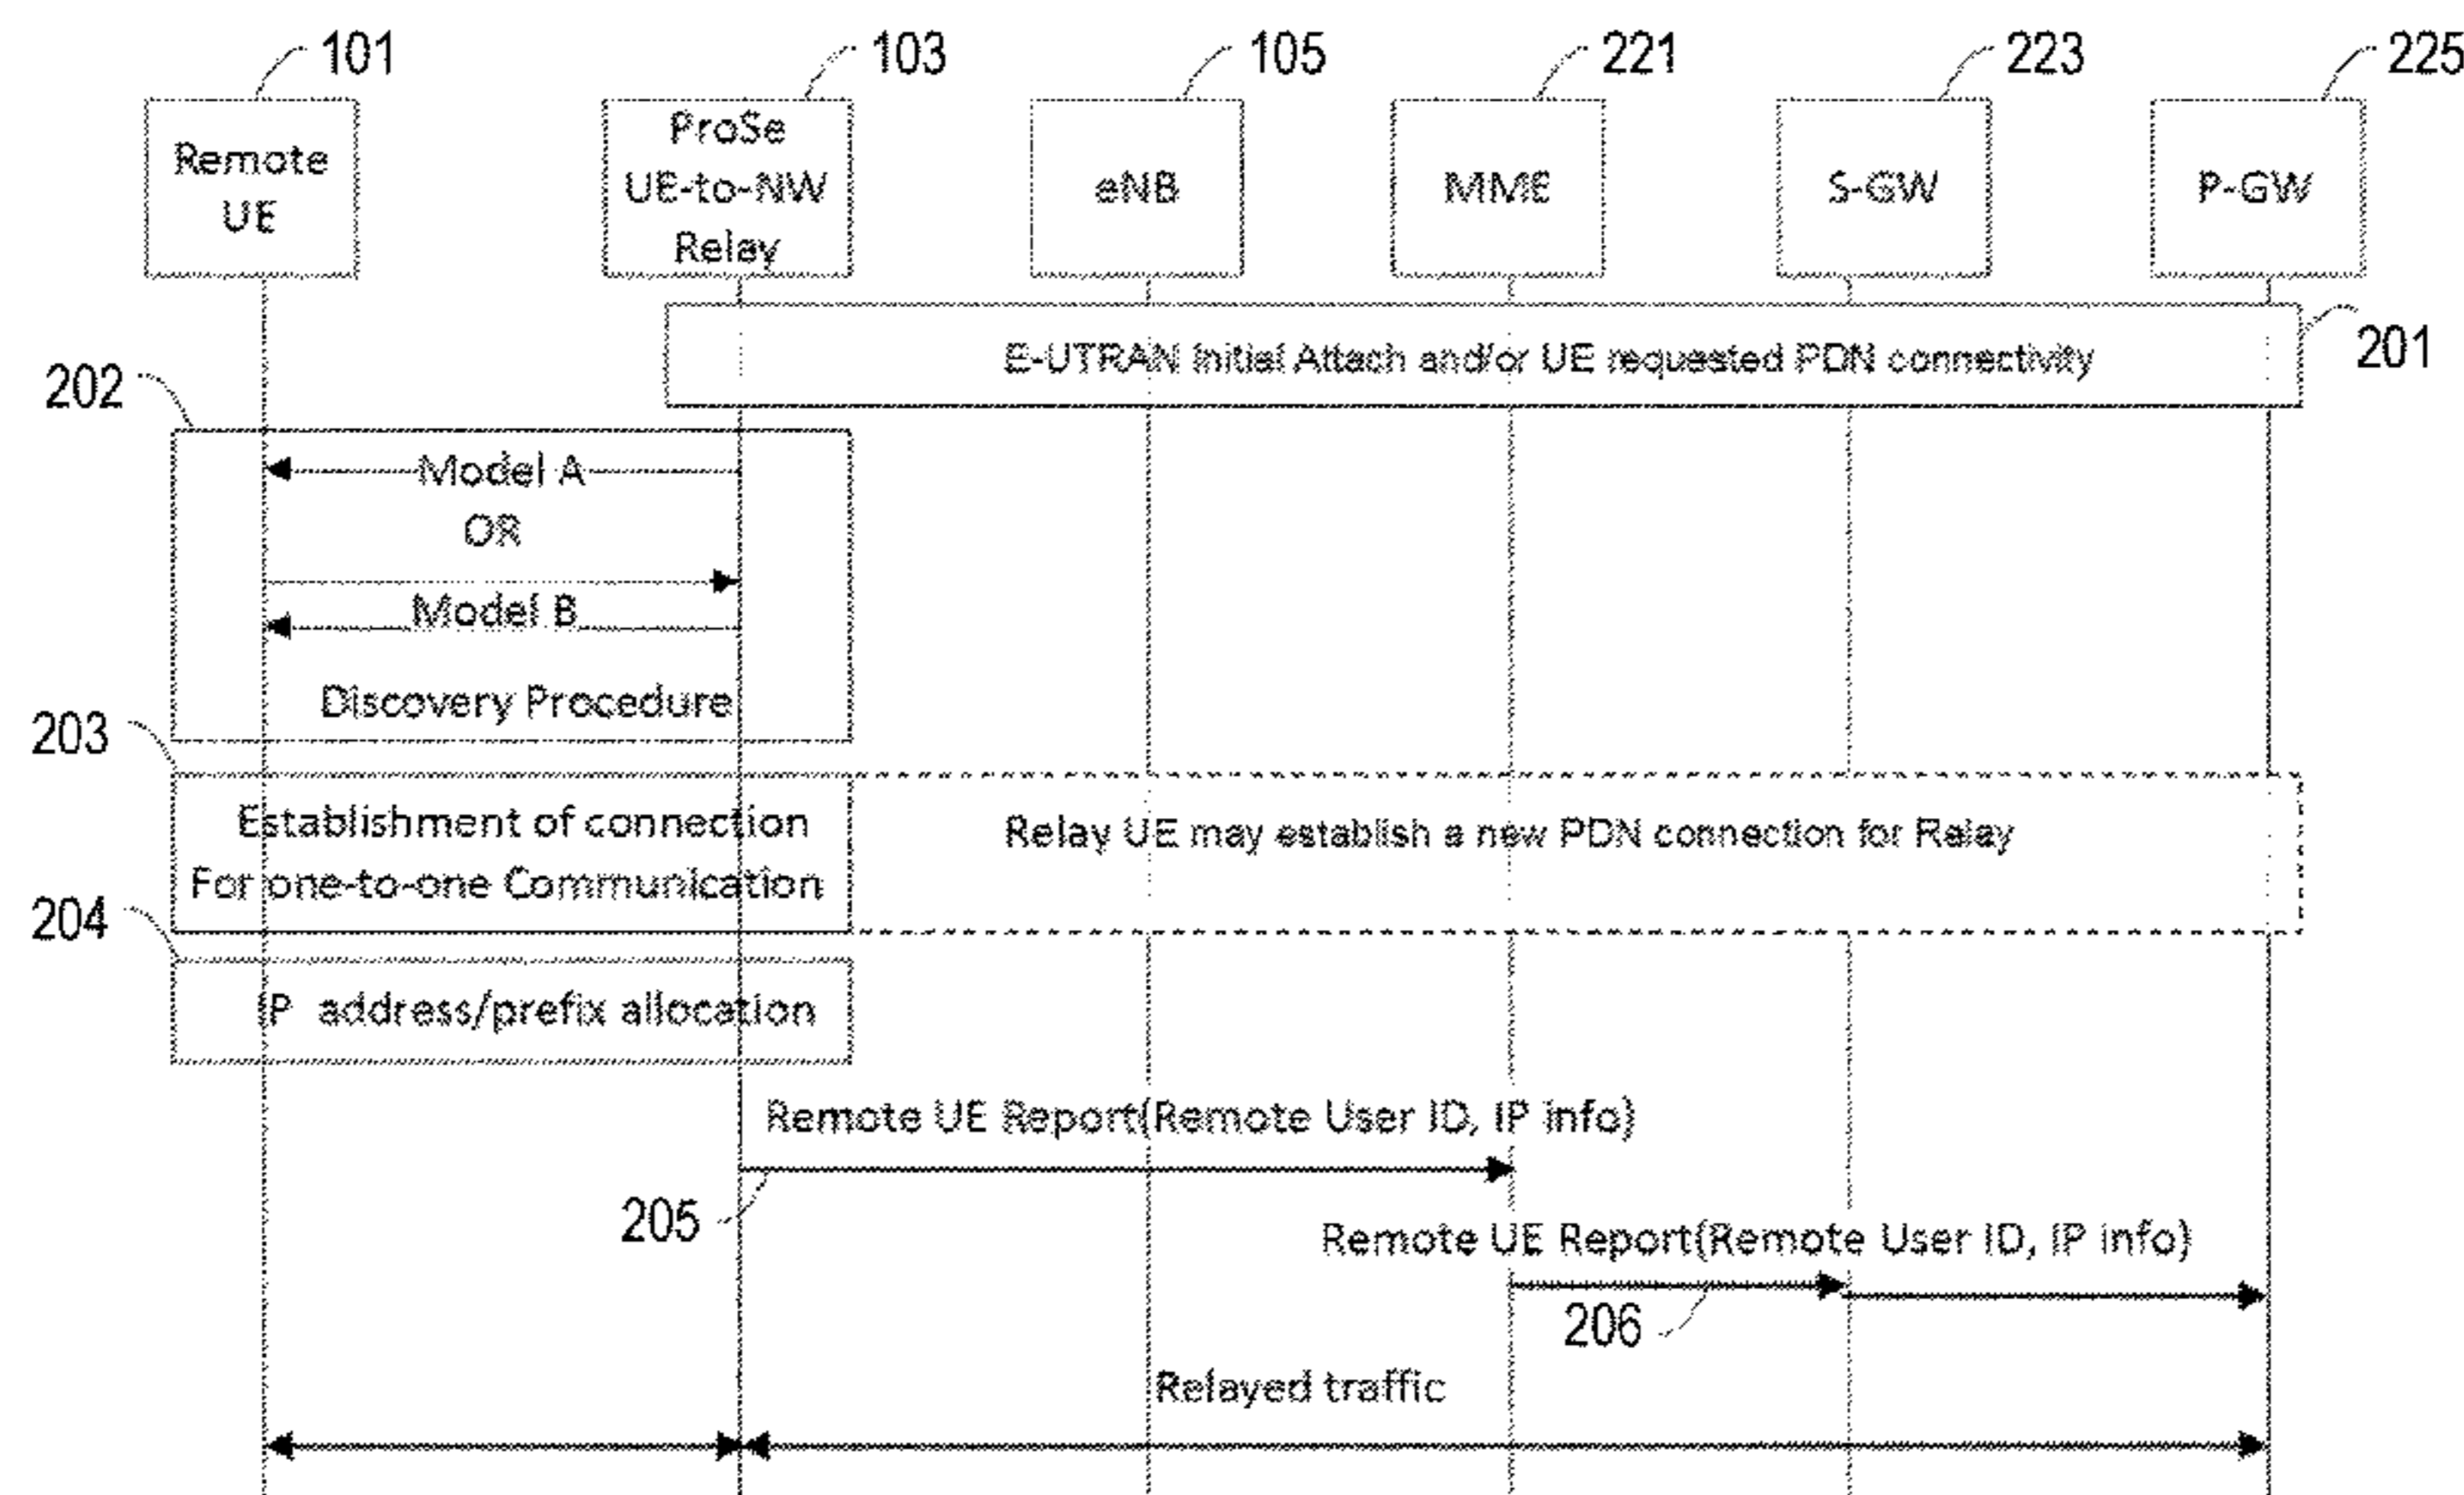 101
103
105
221
223
225
Remote
UE
ProSe
UE-to-NW
Relay
eNB
MME
S-GW
P-GW
E-UTRAN Initial Attach and/or UE requested PDN connectivity
201
202
Model A
OR
Model B
Discovery Procedure
203
Establishment of connection
For one-to-one Communication
Relay UE may establish a new PDN connection for Relay
204
IP address/prefix allocation
Remote UE Report(Remote User ID, IP info)
205
Remote UE Report(Remote User ID, IP info)
206
Relayed traffic